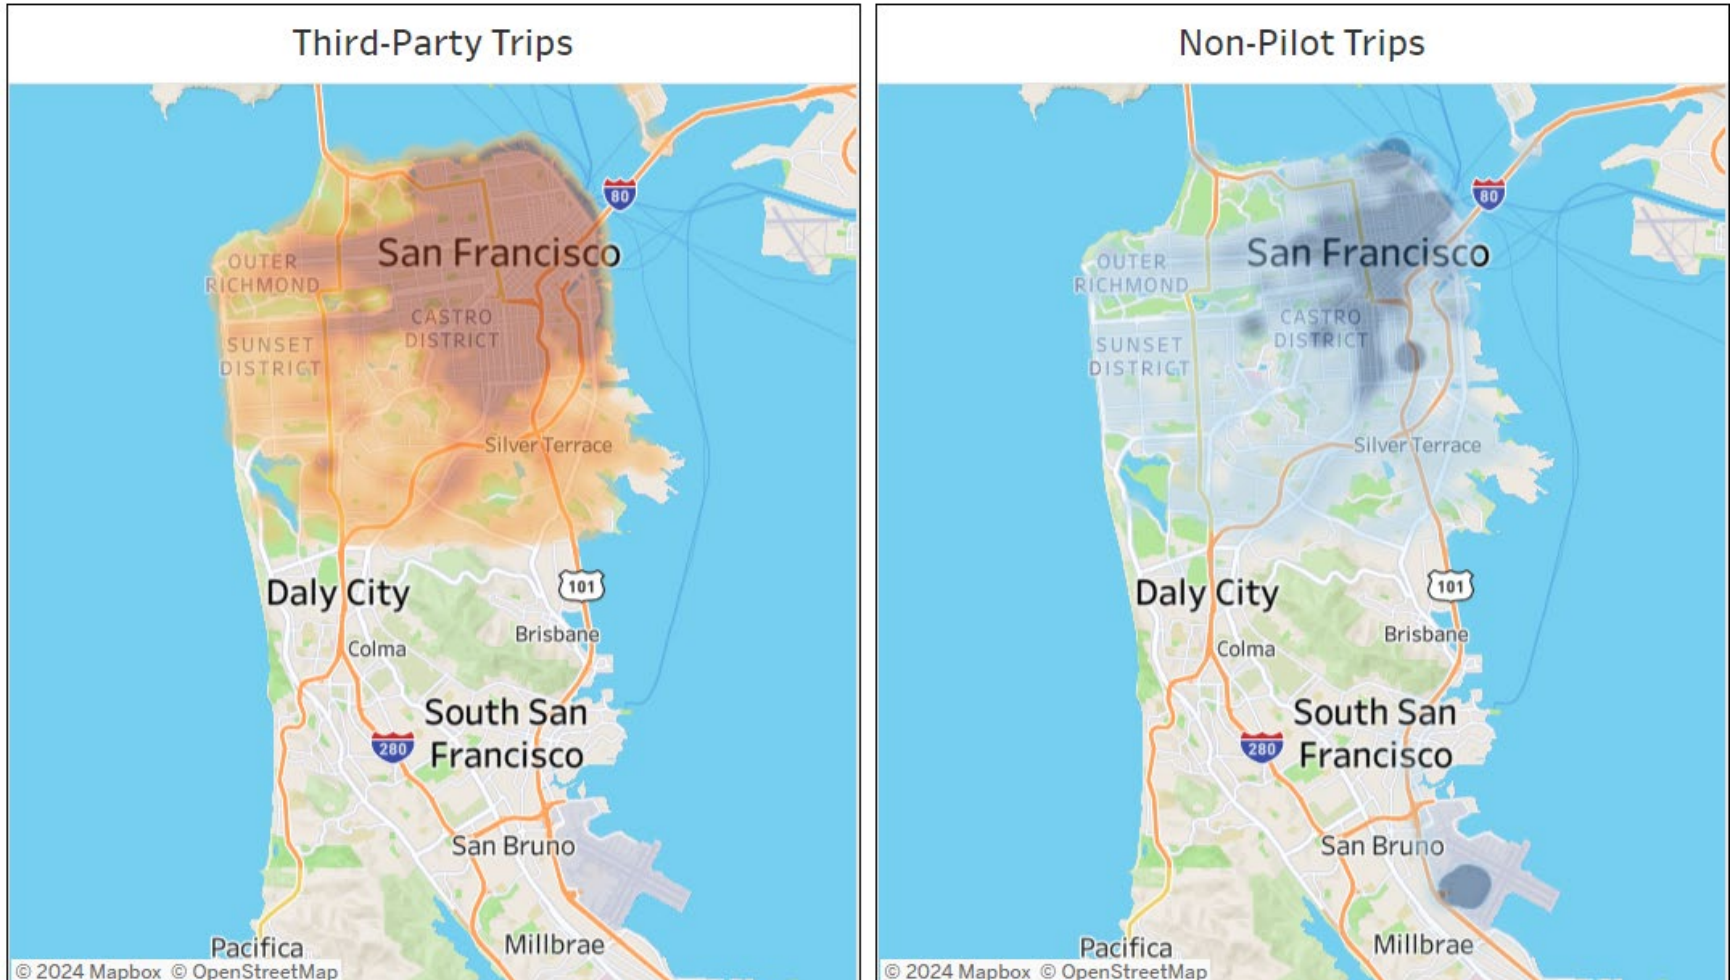 Third-Party Trips
80
San Francisco
OUTER
RICHMOND
CASTRO
DISTRICT
SUNSET
DISTRICT
Silver Terrace
Daly City
101
Brisbane
Colma
South San
Francisco
280
San Bruno
Pacifica
Millbrae
© 2024 Mapbox © OpenStreetMap
Non-Pilot Trips
80
San Francisco
OUTER
RICHMOND
CASTRO
DISTRICT
SUNSET
DISTRICT
Silver Terrace
Daly City
101
Brisbane
Colma
South San
Francisco
280
San Bruno
Pacifica
Millbrae
© 2024 Mapbox © OpenStreetMap